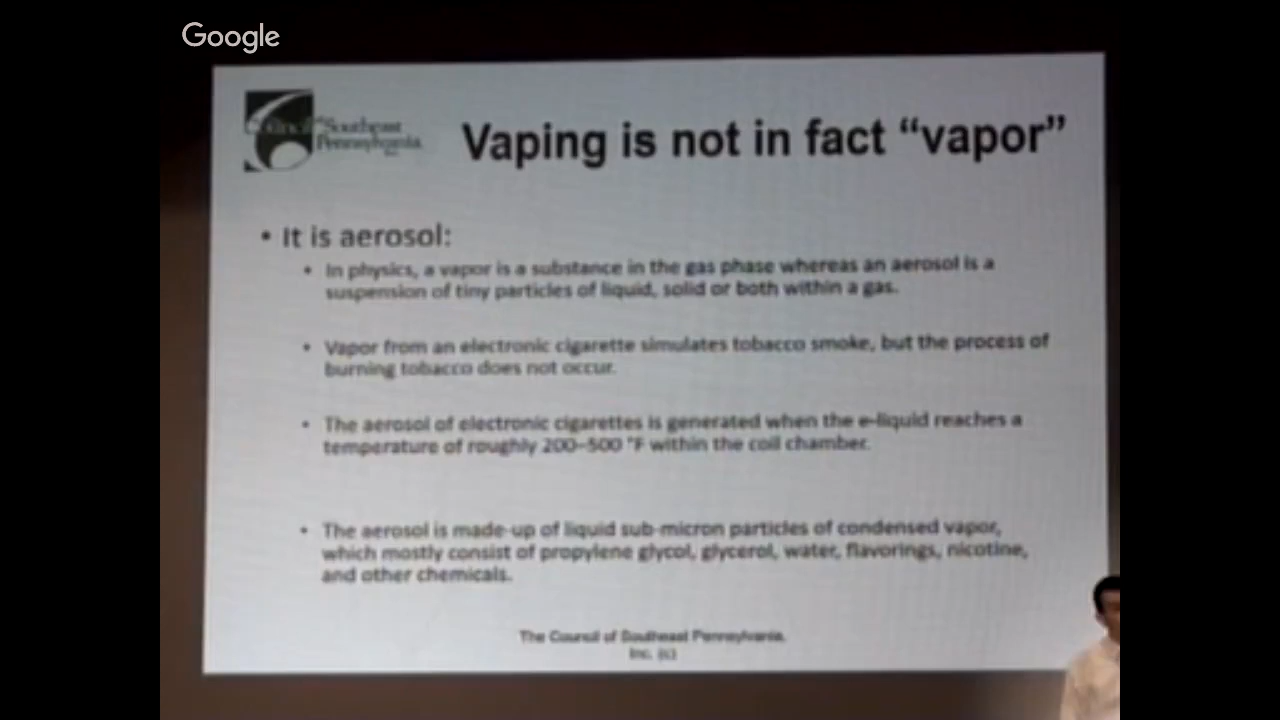 Google
Council
of Southeast
Pennsylvania,
Inc.
Vaping is not in fact “vapor”
• It is aerosol:
• In physics, a vapor is a substance in the gas phase whereas an aerosol is a
suspension of tiny particles of liquid, solid or both within a gas.
• Vapor from an electronic cigarette simulates tobacco smoke, but the process of
burning tobacco does not occur.
• The aerosol of electronic cigarettes is generated when the e-liquid reaches a
temperature of roughly 200–500 °F within the coil chamber.
• The aerosol is made-up of liquid sub-micron particles of condensed vapor,
which mostly consist of propylene glycol, glycerol, water, flavorings, nicotine,
and other chemicals.
The Council of Southeast Pennsylvania,
Inc. (c)